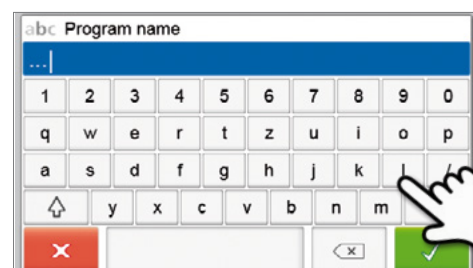 abc Program name
...
1 2 3 4 5 6 7 8 9 0
q w e r t z u i o p
a s d f g h j k l /
y x c v b n m